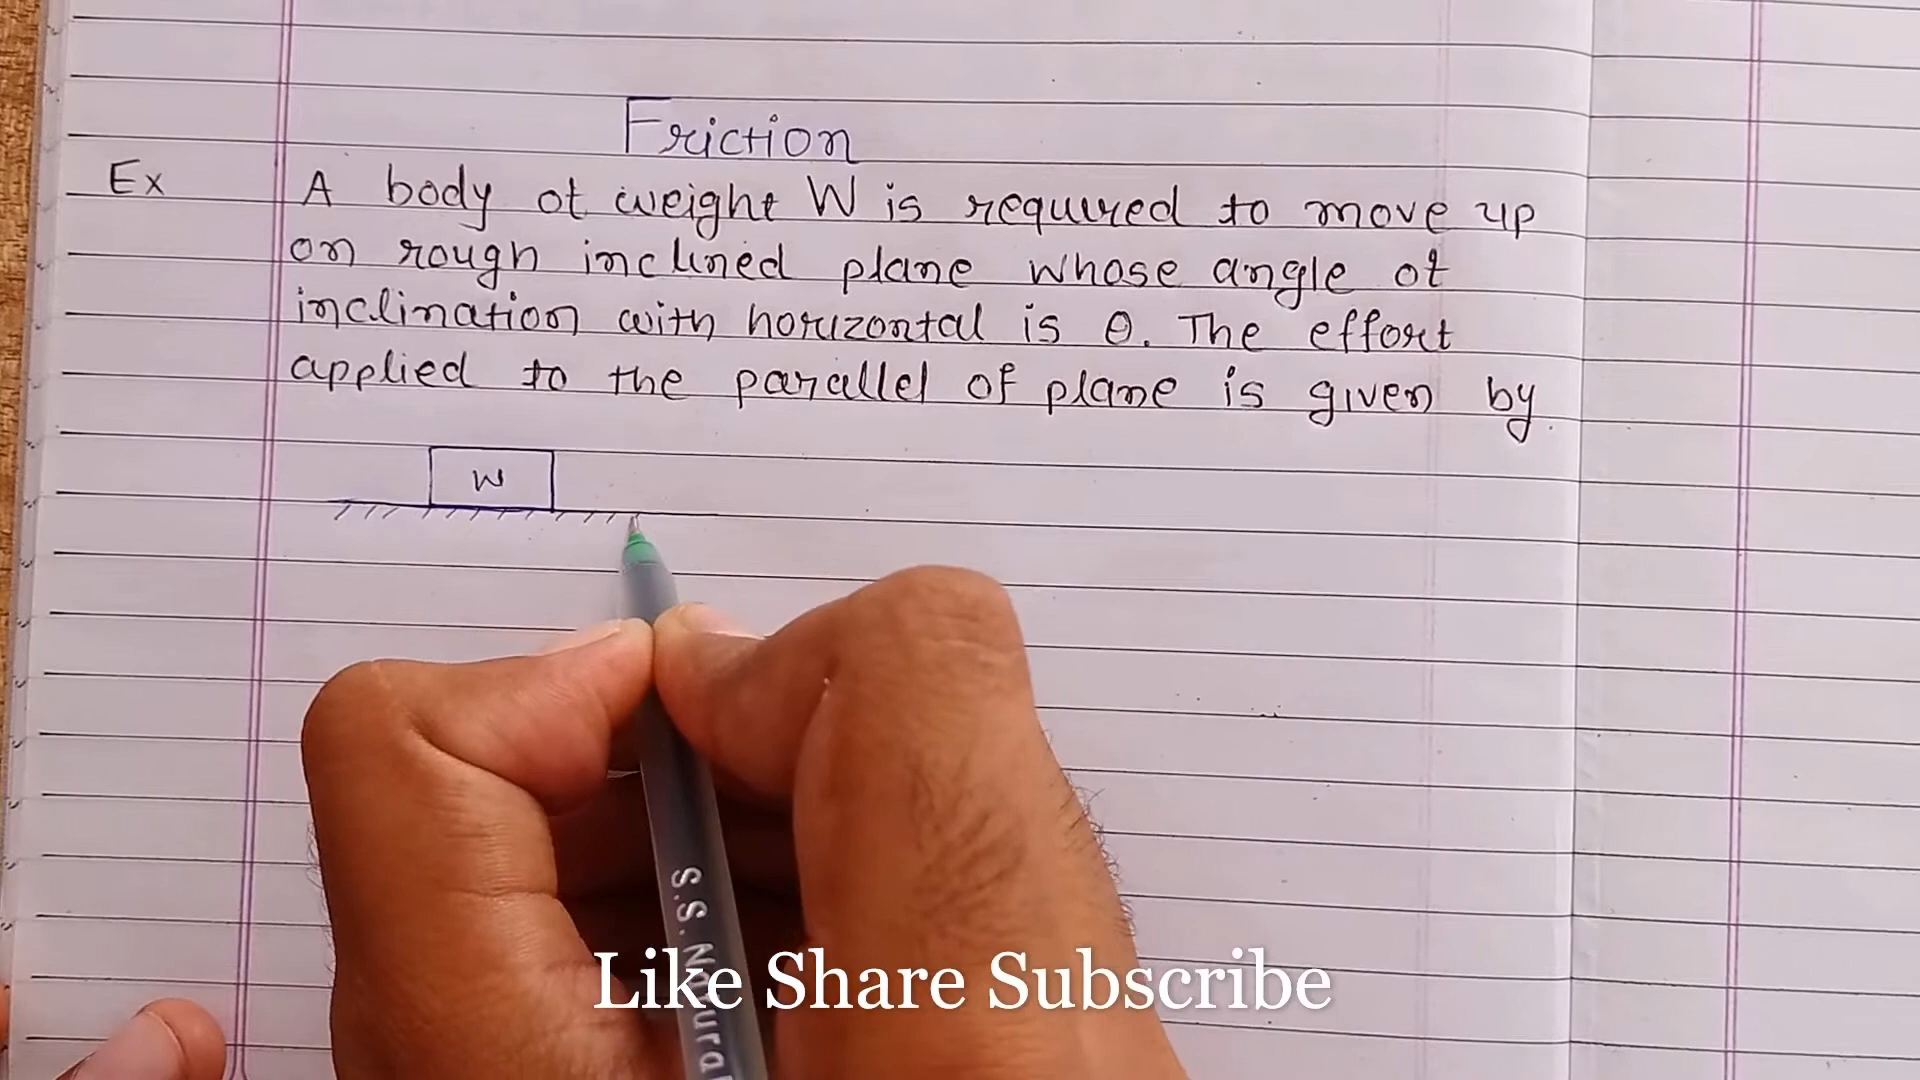 Friction
Ex A body of weight W is required to move up
on rough inclined plane whose angle of
inclination with horizontal is θ. The effort
applied to the parallel of plane is given by
W
S.S.
Like Share Subscribe